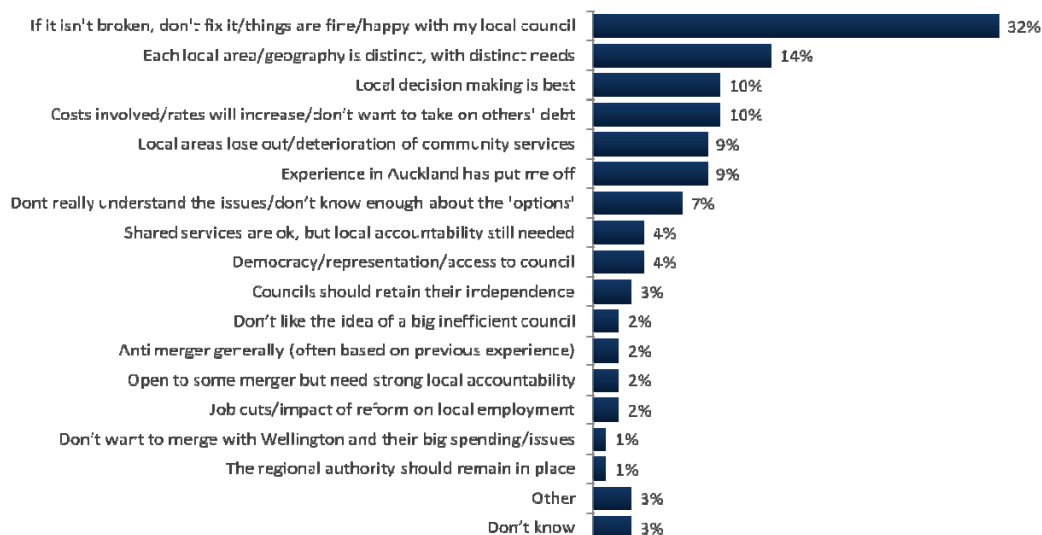 If it isn't broken, don't fix it/things are fine/happy with my local council 32%
Each local area/geography is distinct, with distinct needs 14%
Local decision making is best 10%
Costs involved/rates will increase/don't want to take on others' debt 10%
Local areas lose out/deterioration of community services 9%
Experience in Auckland has put me off 9%
Dont really understand the issues/don't know enough about the 'options' 7%
Shared services are ok, but local accountability still needed 4%
Democracy/representation/access to council 4%
Councils should retain their independence 3%
Don't like the idea of a big inefficient council 2%
Anti merger generally (often based on previous experience) 2%
Open to some merger but need strong local accountability 2%
Job cuts/impact of reform on local employment 2%
Don't want to merge with Wellington and their big spending/issues 1%
The regional authority should remain in place 1%
Other 3%
Don't know 3%